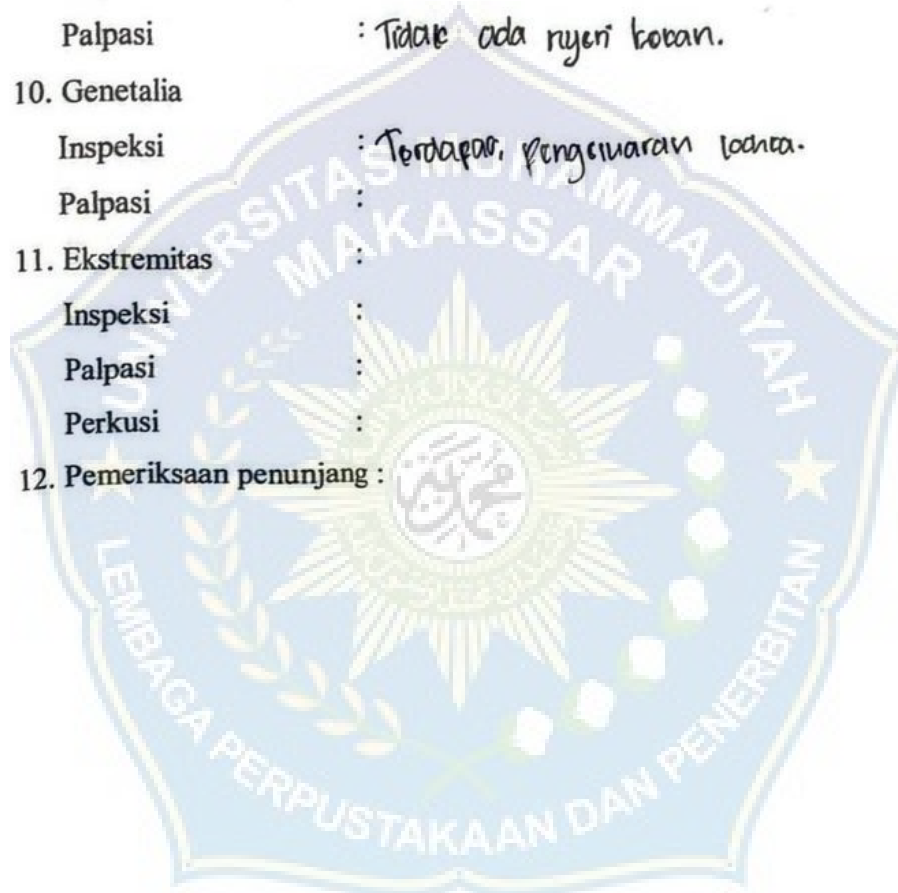 Palpasi : Tidak ada nyeri tekan.
10. Genetalia
Inspeksi : Terdapat, pengeluaran lochea.
Palpasi :
11. Ekstremitas :
Inspeksi :
Palpasi :
Perkusi :
12. Pemeriksaan penunjang :
UNIVERSITAS MUHAMMADIYAH
MAKASSAR
LEMBAGA PERPUSTAKAAN DAN PENERBITAN